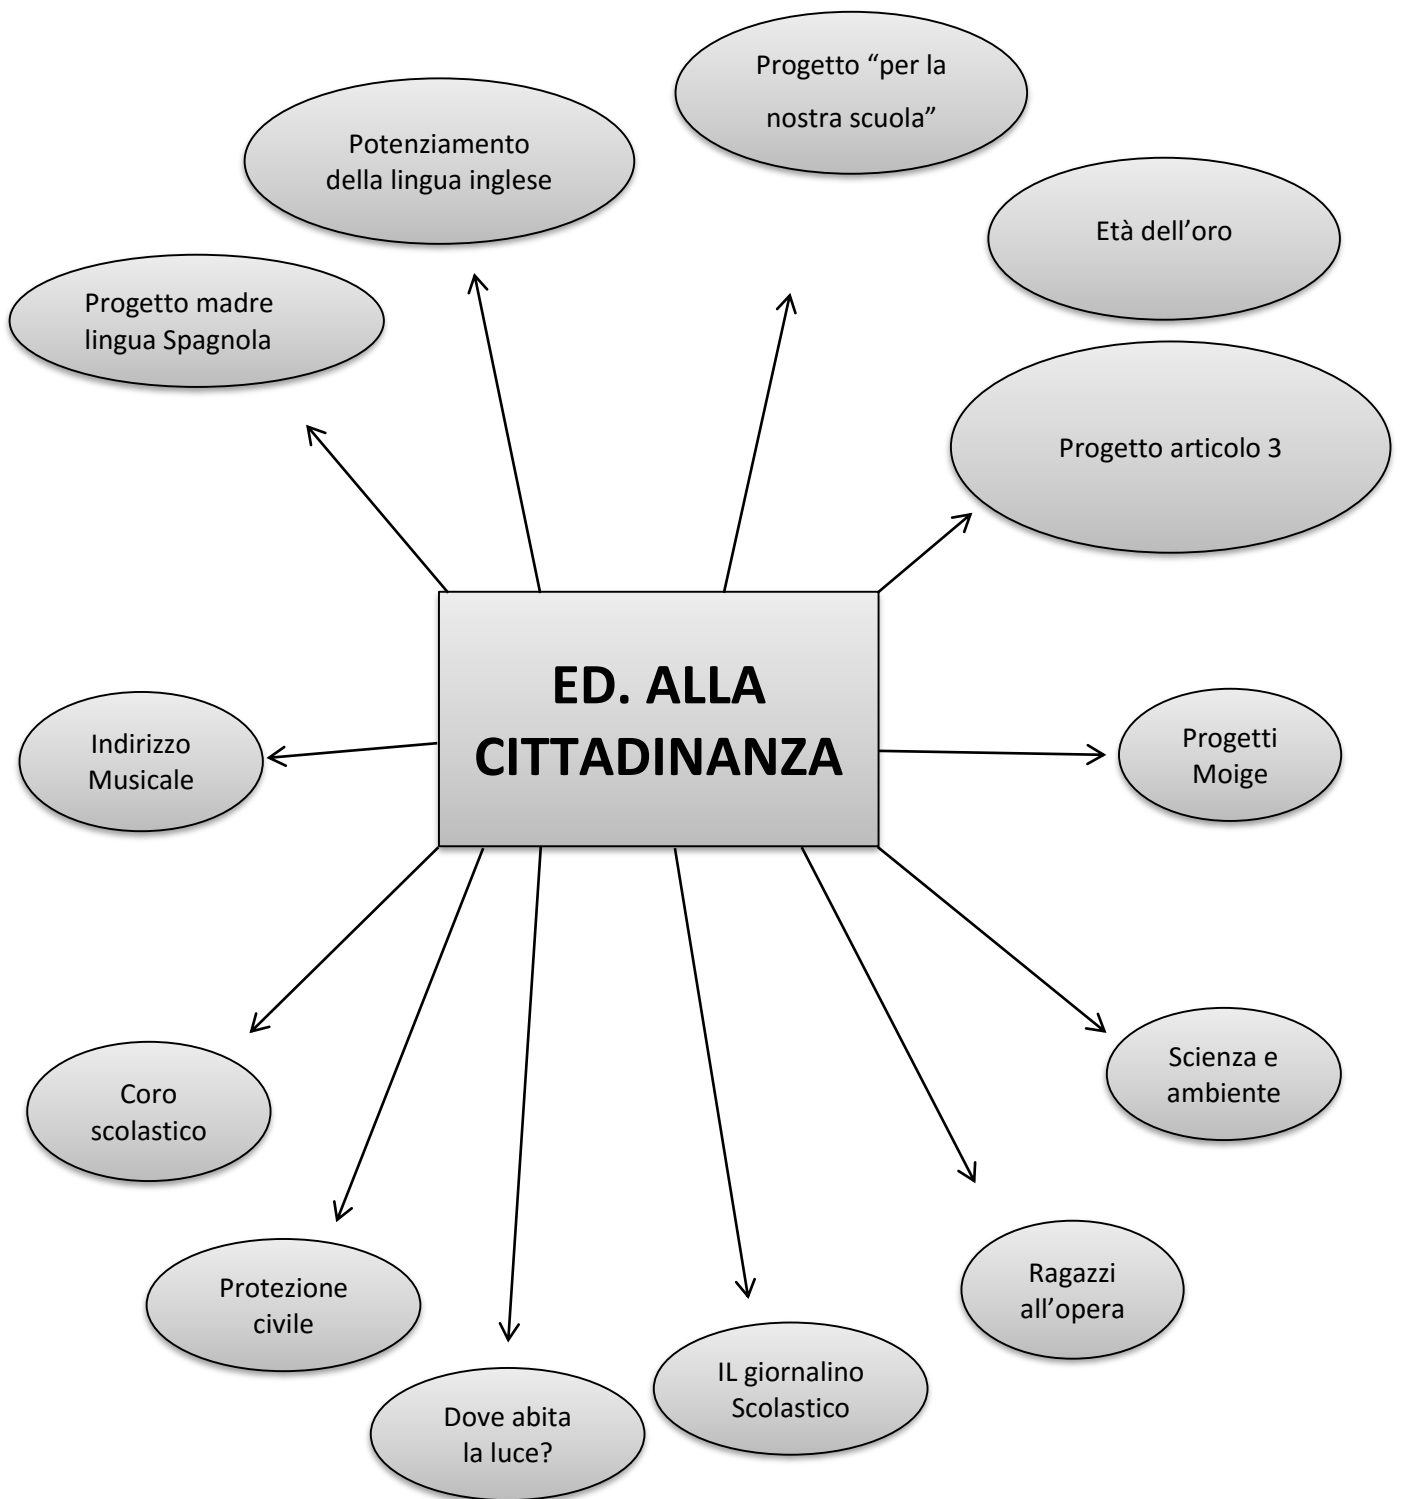 Progetto “per la
nostra scuola”
Potenziamento
della lingua inglese
Età dell’oro
Progetto madre
lingua Spagnola
Progetto articolo 3
ED. ALLA
CITTADINANZA
Indirizzo
Musicale
Progetti
Moige
Coro
scolastico
Scienza e
ambiente
Protezione
civile
Ragazzi
all’opera
Dove abita
la luce?
IL giornalino
Scolastico